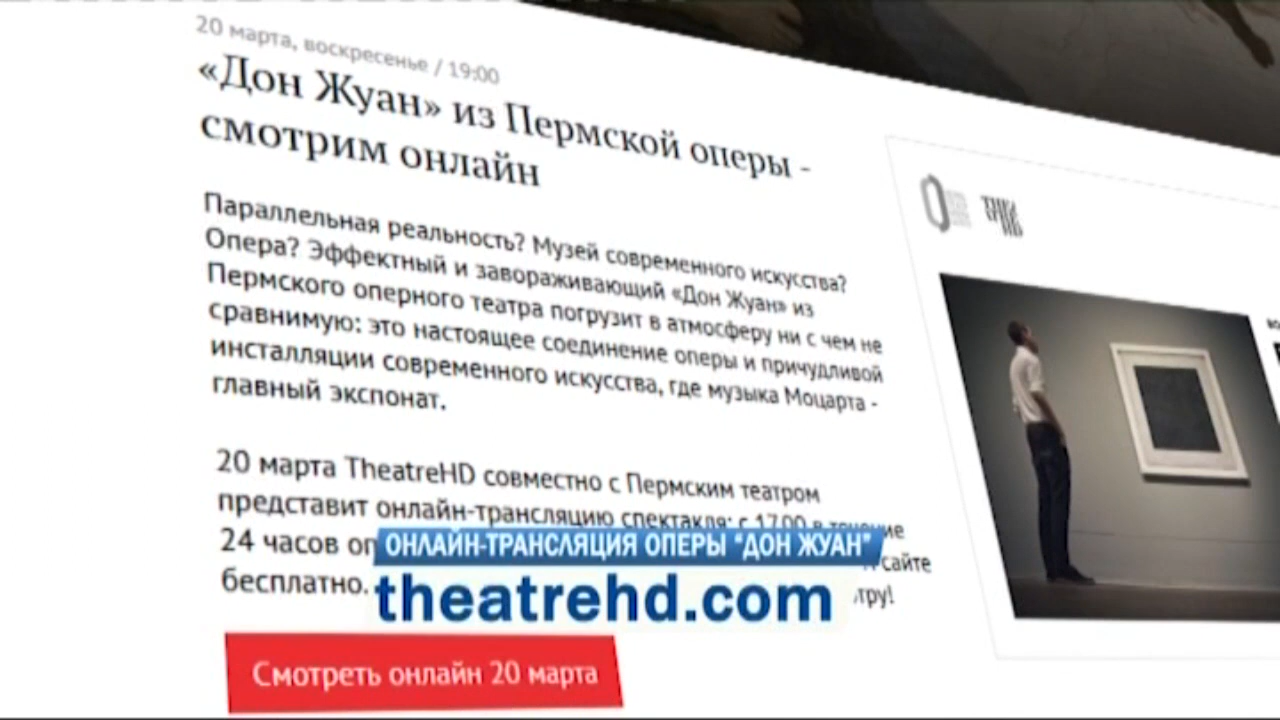 20 марта, воскресенье / 19:00
«Дон Жуан» из Пермской оперы -
смотрим онлайн
Параллельная реальность? Музей современного искусства?
Опера? Эффектный и завораживающий «Дон Жуан» из
Пермского оперного театра погрузит в атмосферу ни с чем не
сравнимую: это настоящее соединение оперы и причудливой
инсталляции современного искусства, где музыка Моцарта -
главный экспонат.
20 марта TheatreHD совместно с Пермским театром
представит онлайн-трансляцию спектакля: с 17.00 в течение
24 часов
сайте
бесплатно.
ОНЛАЙН-ТРАНСЛЯЦИЯ ОПЕРЫ "ДОН ЖУАН"
theatrehd.com
Смотреть онлайн 20 марта